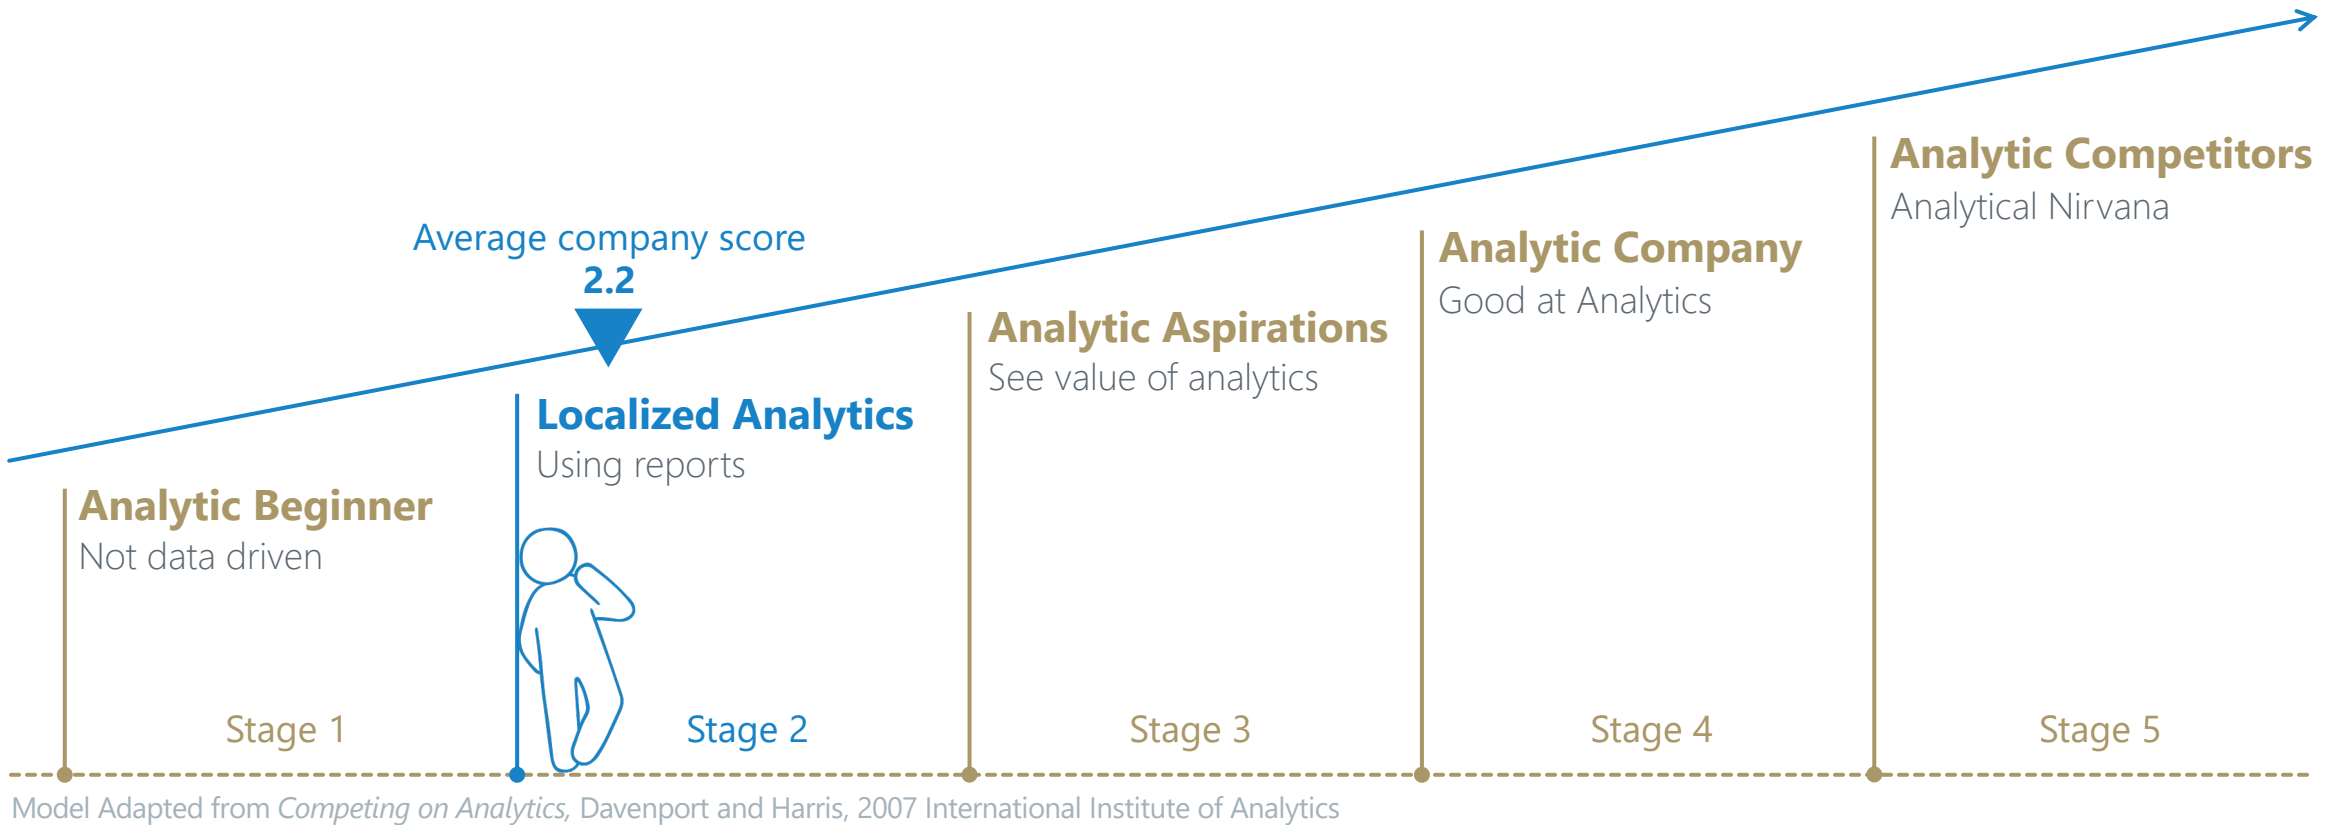 Average company score
2.2
Analytic Beginner
Not data driven
Stage 1
Localized Analytics
Using reports
Stage 2
Analytic Aspirations
See value of analytics
Stage 3
Analytic Company
Good at Analytics
Stage 4
Analytic Competitors
Analytical Nirvana
Stage 5
Model Adapted from Competing on Analytics, Davenport and Harris, 2007 International Institute of Analytics